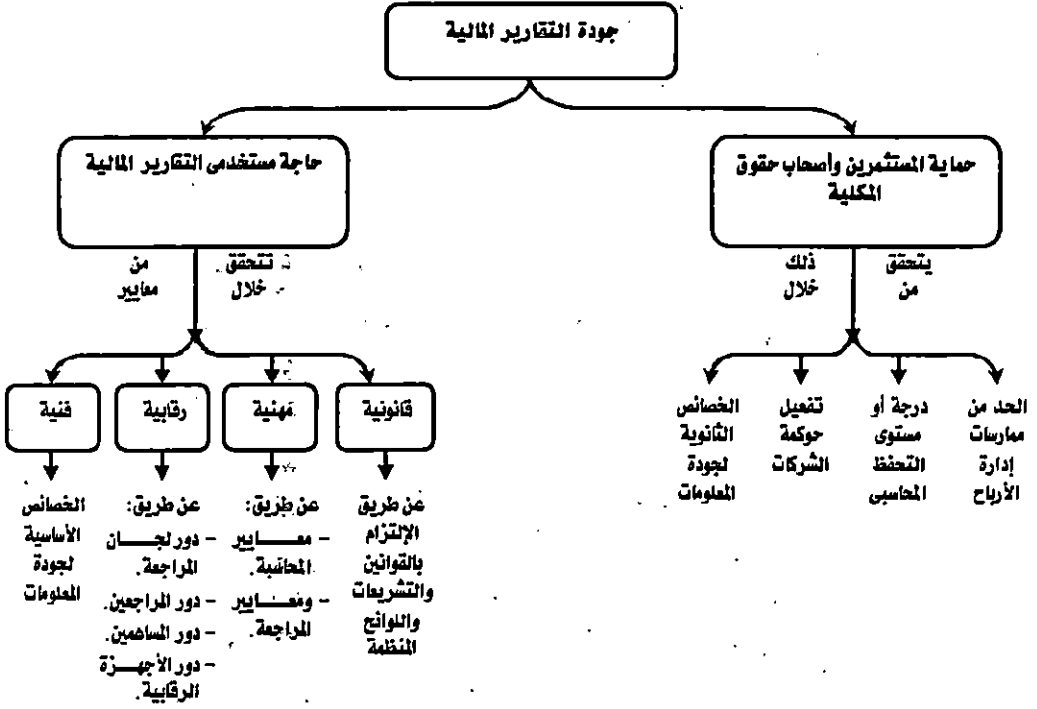 جودة التقارير المالية
حماية المستثمرين وأصحاب حقوق
المكلية
حاجة مستخدمى التقارير المالية
يتحقق ذلك
من خلال
تتحقق من
خلال معايير
الحد من
ممارسات
إدارة
الأرباح
درجة أو
مستوى
التحفظ
المحاسبى
تفعيل
حوكمة
الشركات
الخصائص
الثانوية
لجودة
المعلومات
قانونية
مهنية
رقابية
فنية
عن طريق
الإلتزام
بالقوانين
والتشريعات
واللوائح
المنظمة
عن طريق:
- معايير
المحاسبة.
- ومعايير
المراجعة.
عن طريق:
- دور لجان
المراجعة.
- دور المراجعين.
- دور المساهمين.
- دور الأجهزة
الرقابية.
الخصائص
الأساسية
لجودة
المعلومات